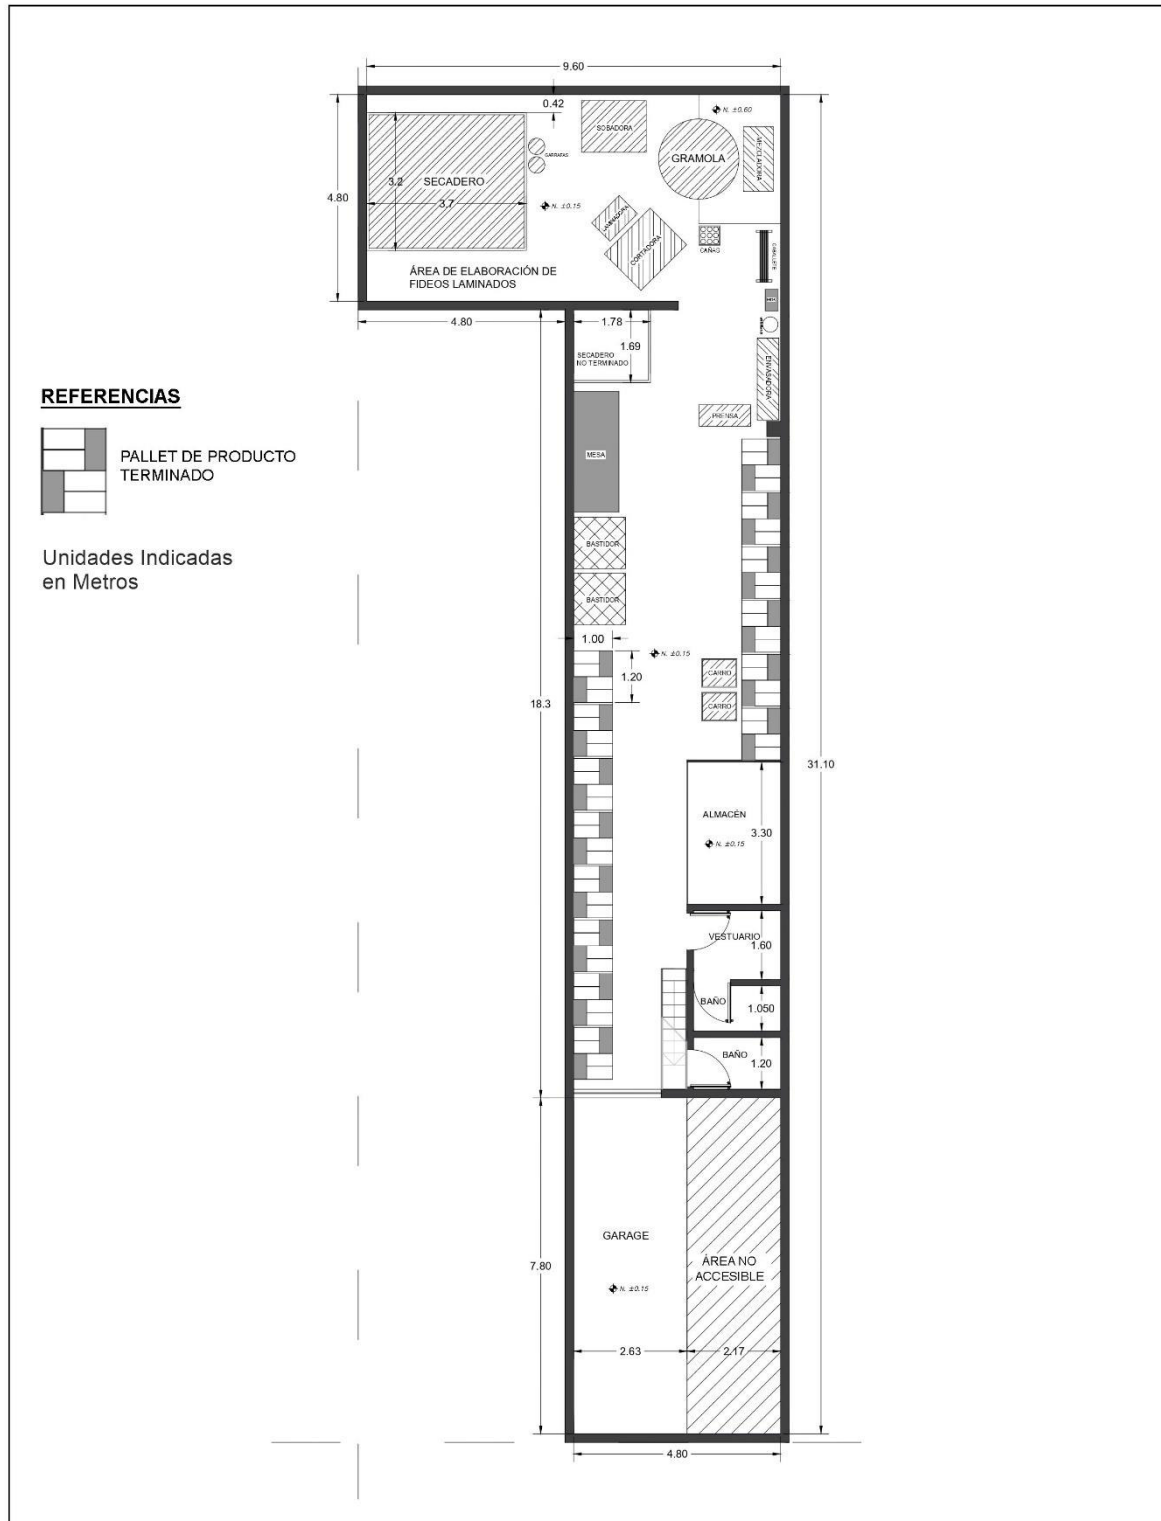 9.60
0.42
N. ±0.60
SOBADORA
GRAMOLA
MEZCLADORA
GARRAFAS
SECADERO
3.2
3.7
4.80
N. ±0.15
LAMINADORA
CORTADORA
CAÑAS
CABALLETE
ÁREA DE ELABORACIÓN DE
FIDEOS LAMINADOS
4.80
1.78
1.69
SECADERO
NO TERMINADO
ENVASADORA
PRENSA
REFERENCIAS
PALLET DE PRODUCTO
TERMINADO
Unidades Indicadas
en Metros
MESA
BASTIDOR
BASTIDOR
1.00
1.20
N. ±0.15
CARRO
CARRO
18.3
31.10
ALMACÉN
3.30
N. ±0.15
VESTUARIO
1.60
BAÑO
1.050
BAÑO
1.20
GARAGE
7.80
ÁREA NO
ACCESIBLE
N. ±0.15
2.63
2.17
4.80